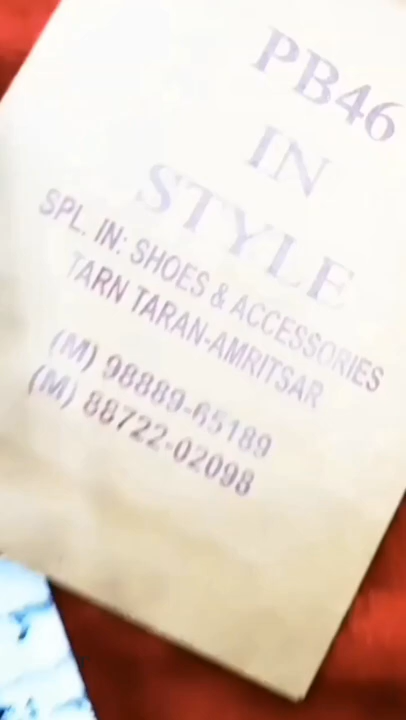 PB46
IN
STYLE
SPL. IN: SHOES & ACCESSORIES
TARN TARAN-AMRITSAR
(M) 98889-65189
(M) 88722-02098